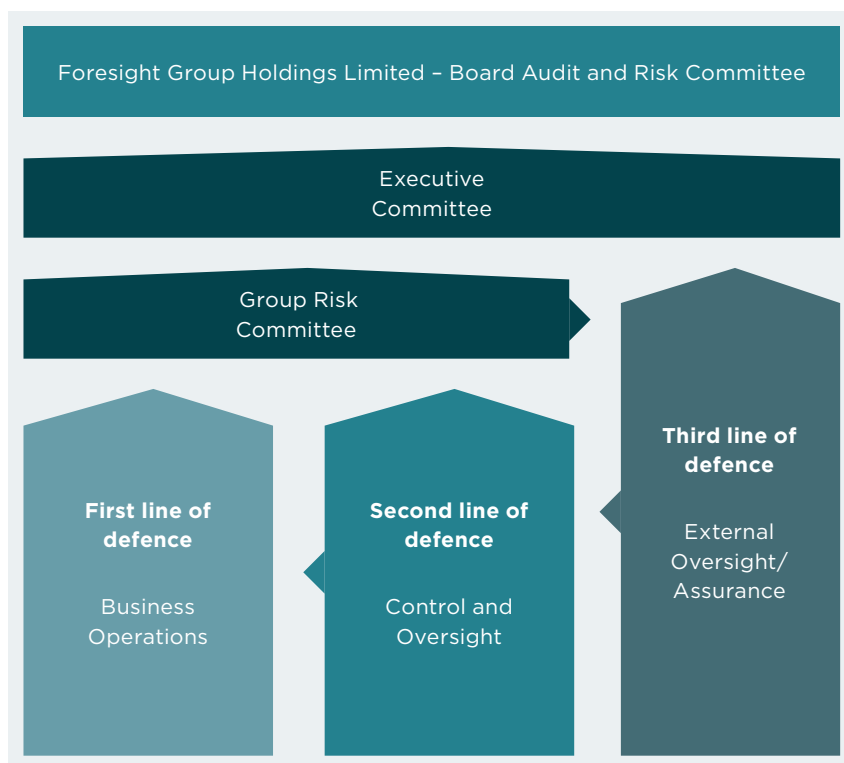 Foresight Group Holdings Limited – Board Audit and Risk Committee
Executive
Committee
Group Risk
Committee
First line of
defence
Business
Operations
Second line of
defence
Control and
Oversight
Third line of
defence
External
Oversight/
Assurance